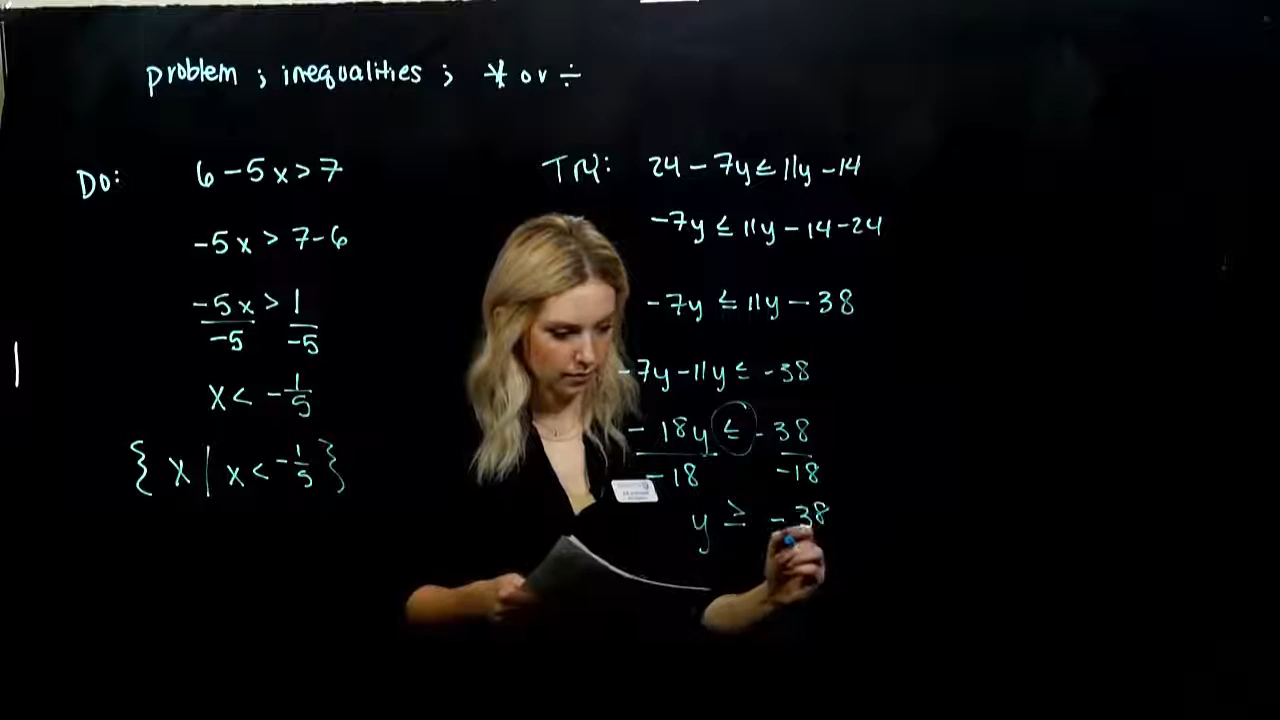 problem ; inequalities ; * or ÷
Do:
6 - 5x > 7
-5x > 7-6
-5x > 1
-5 -5
x < - 1/5
{ x | x < - 1/5 }
TRY:
24 - 7y ≤ 11y - 14
-7y ≤ 11y - 14 - 24
-7y ≤ 11y - 38
-7y - 11y ≤ -38
- 18y ≤ - 38
-18 -18
y ≥ - 38